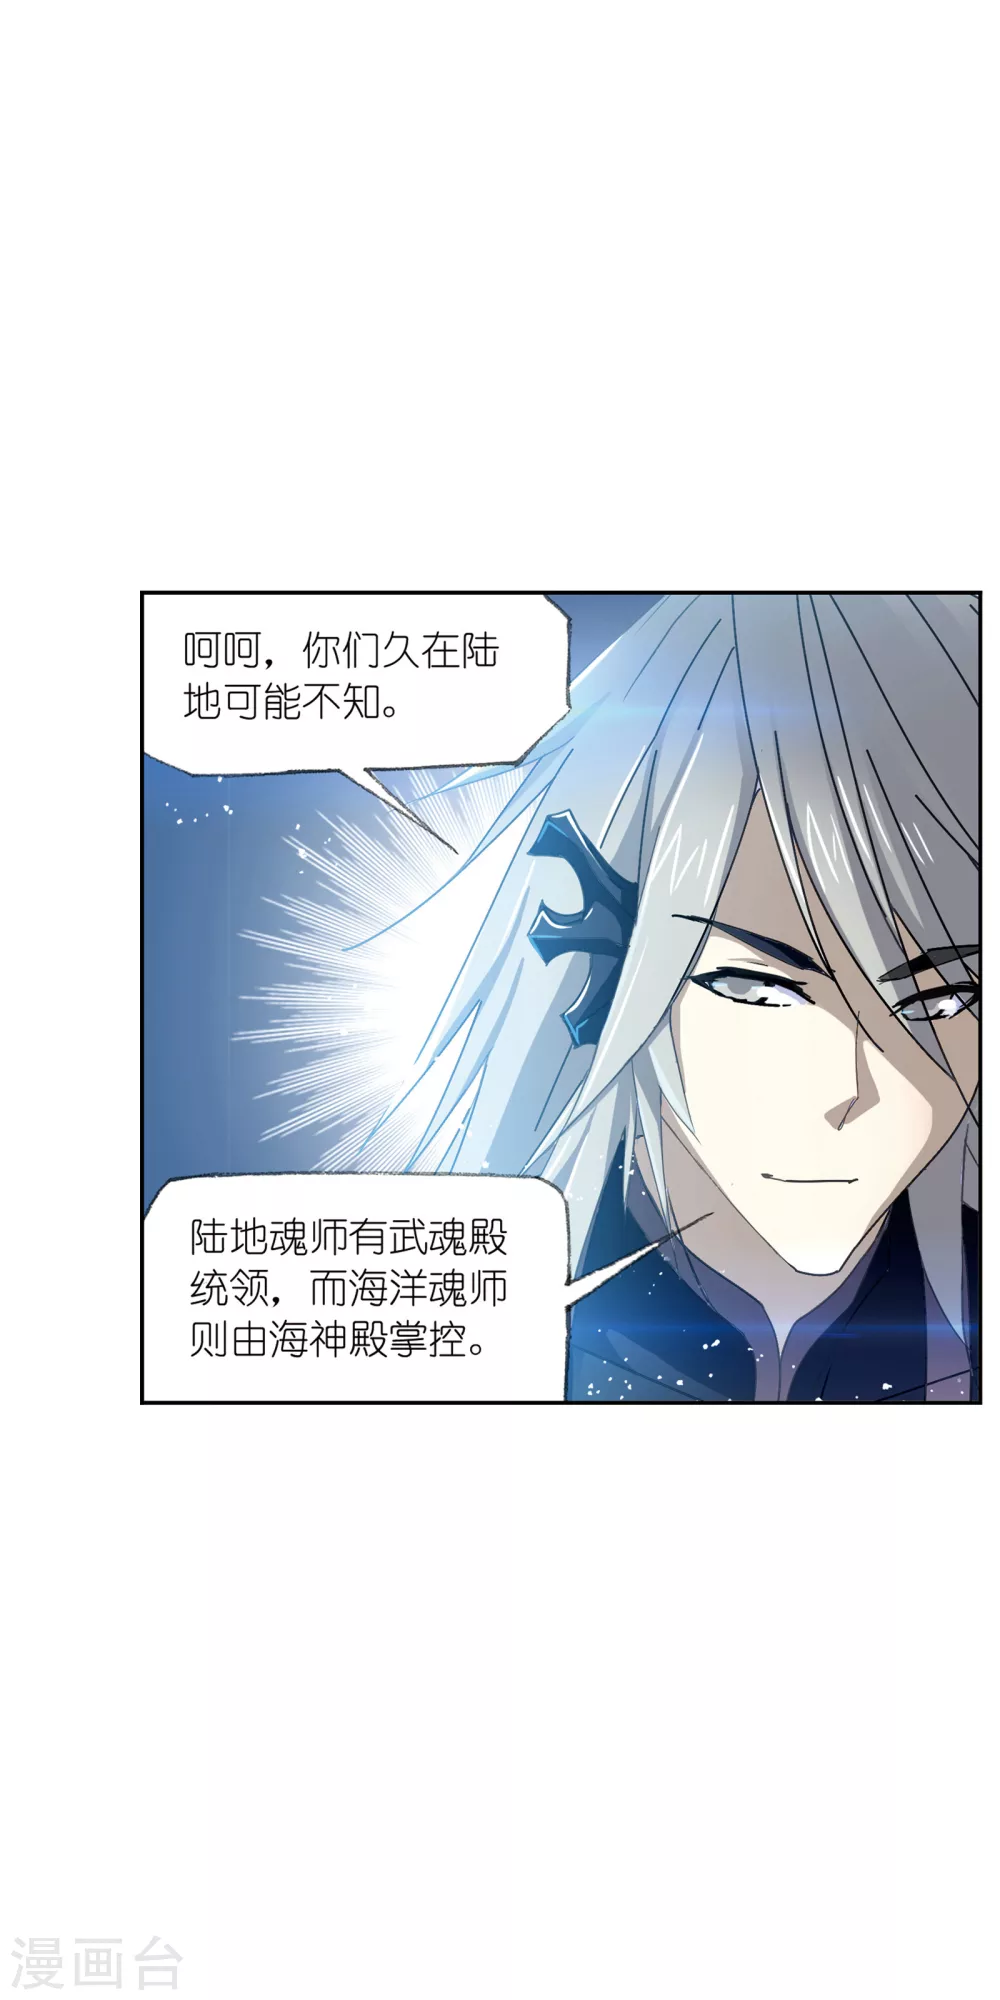 呵呵，你们久在陆
地可能不知。
陆地魂师有武魂殿
统领，而海洋魂师
则由海神殿掌控。
漫画台